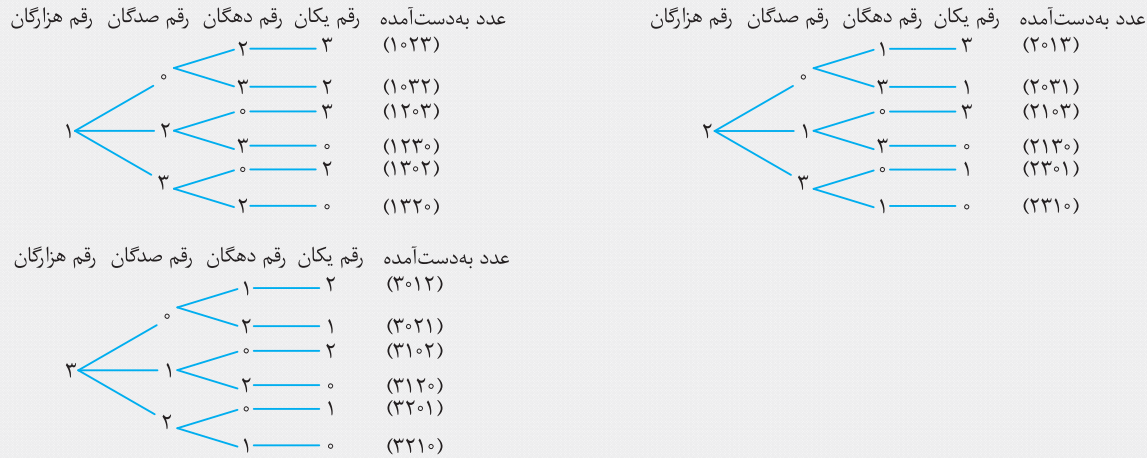 رقم هزارگان رقم صدگان رقم دهگان رقم یکان عدد به‌دست‌آمده
۲ ۳ (۱۰۲۳)
۰
۳ ۲ (۱۰۳۲)
۰ ۳ (۱۲۰۳)
۱ ۲
۳ ۰ (۱۲۳۰)
۰ ۲ (۱۳۰۲)
۳
۲ ۰ (۱۳۲۰)
رقم هزارگان رقم صدگان رقم دهگان رقم یکان عدد به‌دست‌آمده
۱ ۳ (۲۰۱۳)
۰
۳ ۱ (۲۰۳۱)
۰ ۳ (۲۱۰۳)
۲ ۱
۳ ۰ (۲۱۳۰)
۰ ۱ (۲۳۰۱)
۳
۱ ۰ (۲۳۱۰)
رقم هزارگان رقم صدگان رقم دهگان رقم یکان عدد به‌دست‌آمده
۱ ۲ (۳۰۱۲)
۰
۲ ۱ (۳۰۲۱)
۰ ۲ (۳۱۰۲)
۳ ۱
۲ ۰ (۳۱۲۰)
۰ ۱ (۳۲۰۱)
۲
۱ ۰ (۳۲۱۰)